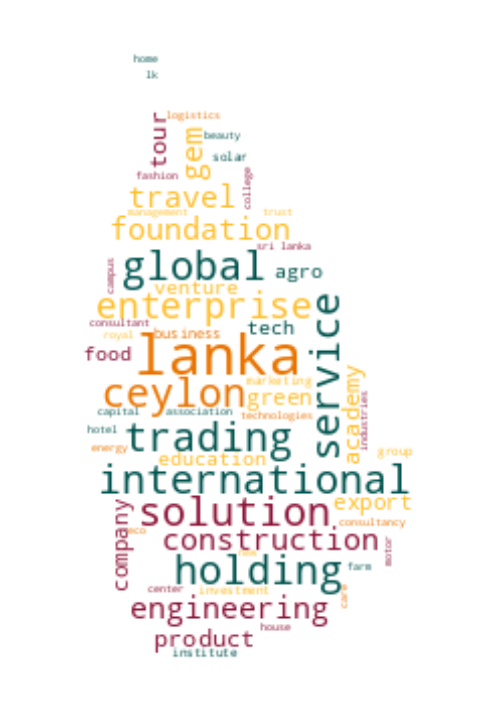 home
lk
logistics
tour
gem
beauty
solar
fashion
college
travel
management
trust
foundation
sri lanka
global
agro
campus
venture
enterprise
service
consultant
tech
royal
business
food
lanka
ceylon
marketing
green
academy
industries
capital
association
technologies
hotel
trading
energy
education
group
international
solution
export
company
eco
consultancy
construction
motor
new
holding
farm
center
investment
care
engineering
house
product
institute